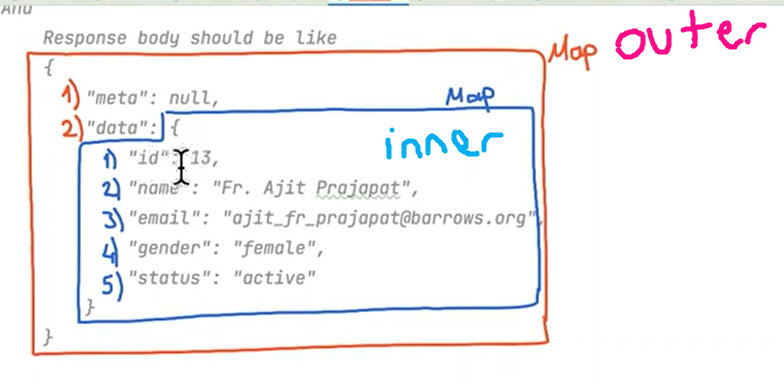 And
Response body should be like
Map outer
{
1) "meta": null,
Map
2) "data": {
inner
1) "id": 13,
2) "name": "Fr. Ajit Prajapat",
3) "email": "ajit_fr_prajapat@barrows.org",
4) "gender": "female",
5) "status": "active"
}
}